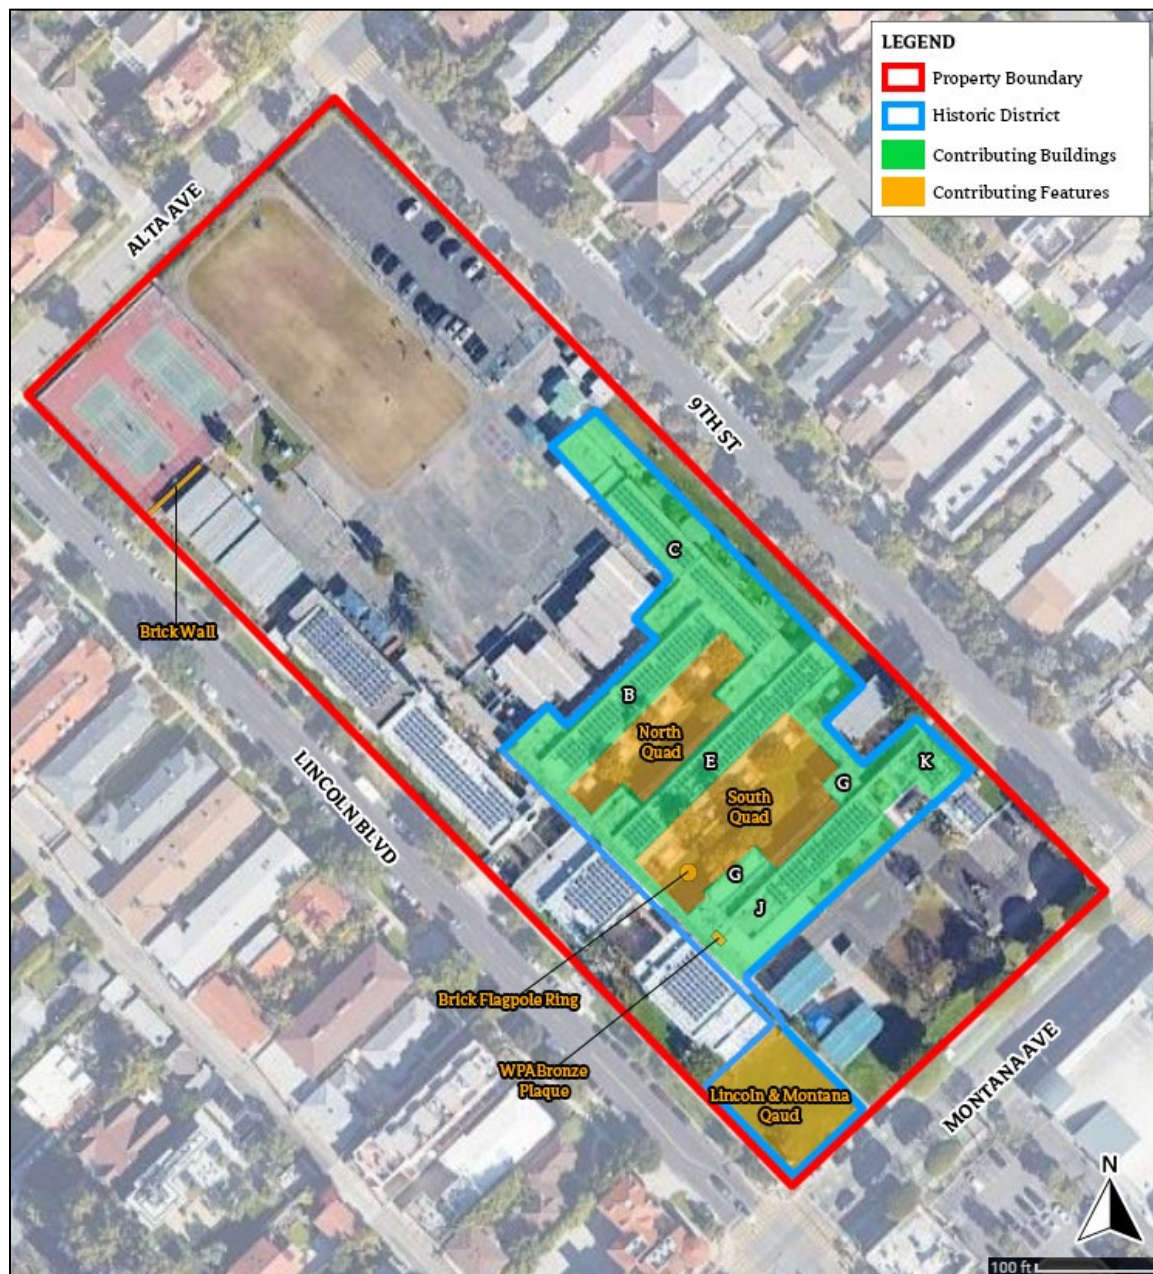 LEGEND
Property Boundary
Historic District
Contributing Buildings
Contributing Features
ALTA AVE
9TH ST
C
Brick Wall
B
North
Quad
E
K
G
South
Quad
LINCOLN BLVD
G
J
Brick Flagpole Ring
WPA Bronze
Plaque
Lincoln & Montana
Qaud
MONTANA AVE
N
100 ft